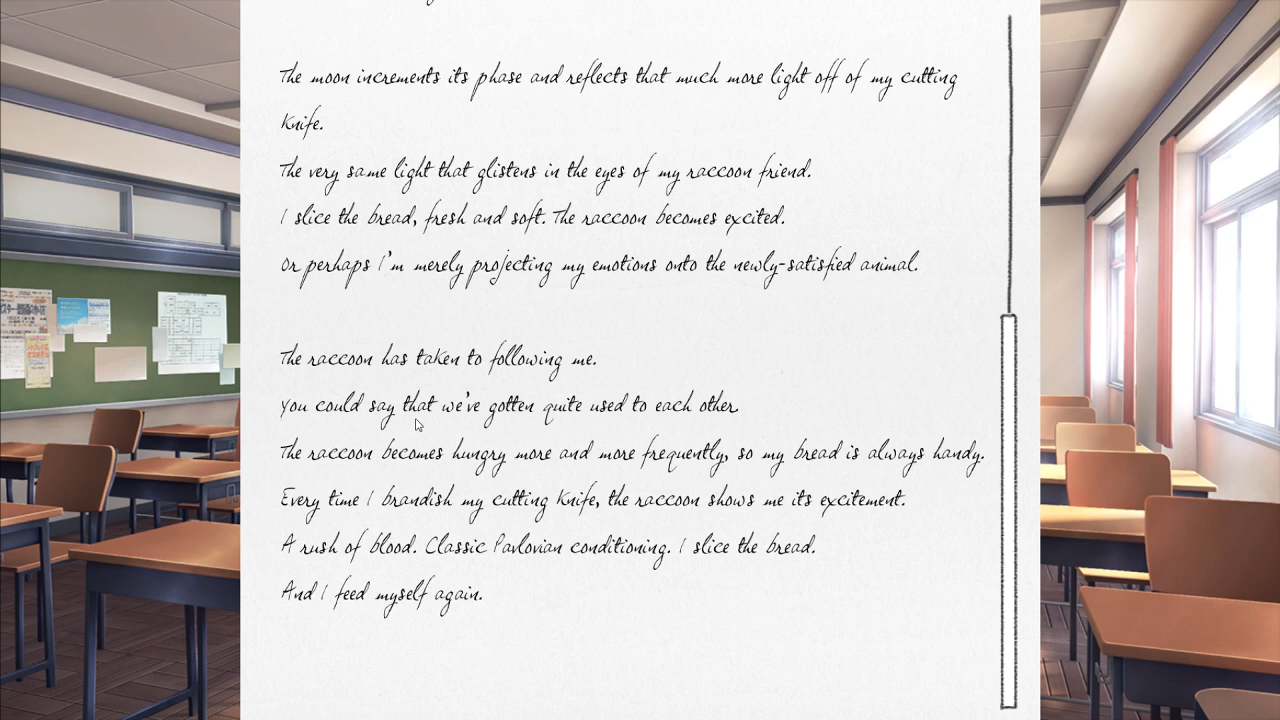 The moon increments its phase and reflects that much more light off of my cutting
knife.
The very same light that glistens in the eyes of my raccoon friend.
I slice the bread, fresh and soft. The raccoon becomes excited.
Or perhaps I'm merely projecting my emotions onto the newly-satisfied animal.
The raccoon has taken to following me.
You could say that we've gotten quite used to each other.
The raccoon becomes hungry more and more frequently, so my bread is always handy.
Every time I brandish my cutting knife, the raccoon shows me its excitement.
A rush of blood. Classic Pavlovian conditioning. I slice the bread.
And I feed myself again.